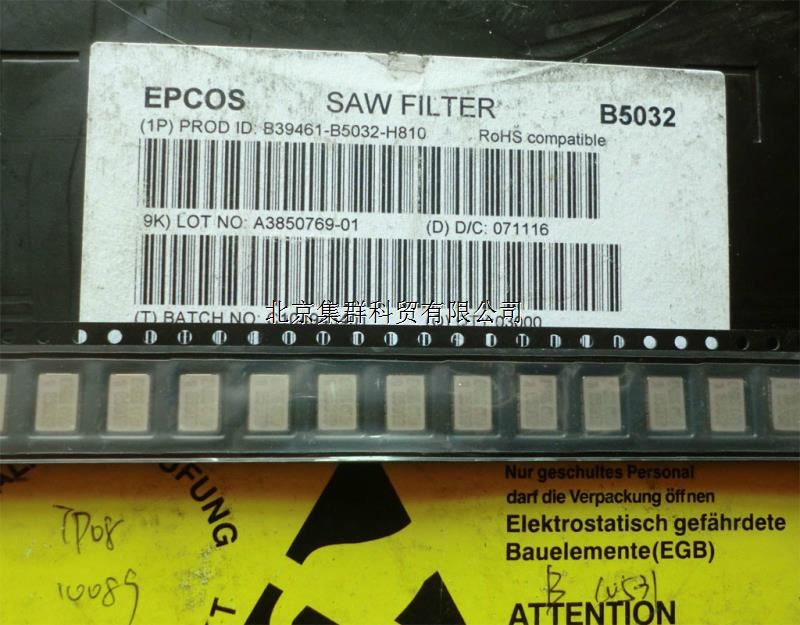 EPCOS SAW FILTER B5032
(1P) PROD ID: B39461-B5032-H810 RoHS compatible
9K) LOT NO: A3850769-01 (D) D/C: 071116
(T) BATCH NO:
北京集群科贸有限公司
Nur geschultes Personal
darf die Verpackung öffnen
Elektrostatisch gefährdete
Bauelemente(EGB)
ATTENTION
TD08
10089